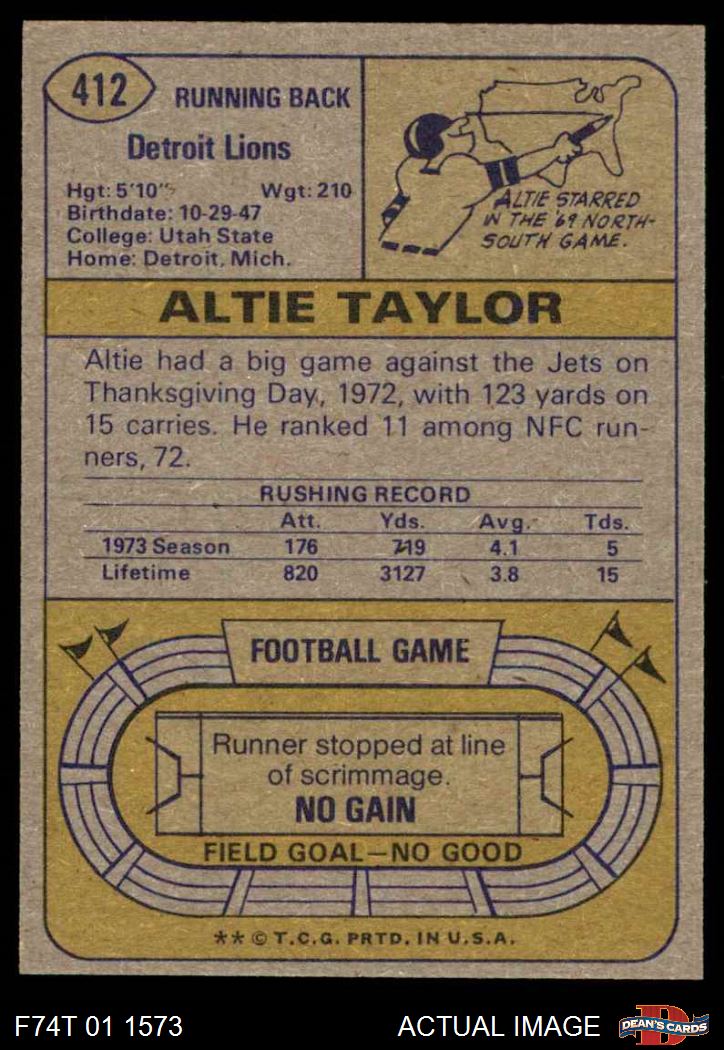 412
RUNNING BACK
Detroit Lions
Hgt: 5'10" Wgt: 210
Birthdate: 10-29-47
College: Utah State
Home: Detroit, Mich.
ALTIE STARRED
IN THE '69 NORTH-
SOUTH GAME.
ALTIE TAYLOR
Altie had a big game against the Jets on
Thanksgiving Day, 1972, with 123 yards on
15 carries. He ranked 11 among NFC run-
ners, 72.
RUSHING RECORD
Att. Yds. Avg. Tds.
1973 Season 176 719 4.1 5
Lifetime 820 3127 3.8 15
FOOTBALL GAME
Runner stopped at line
of scrimmage.
NO GAIN
FIELD GOAL—NO GOOD
** © T.C.G. PRTD. IN U.S.A.
F74T 01 1573 ACTUAL IMAGE
D
DEAN'S CARDS